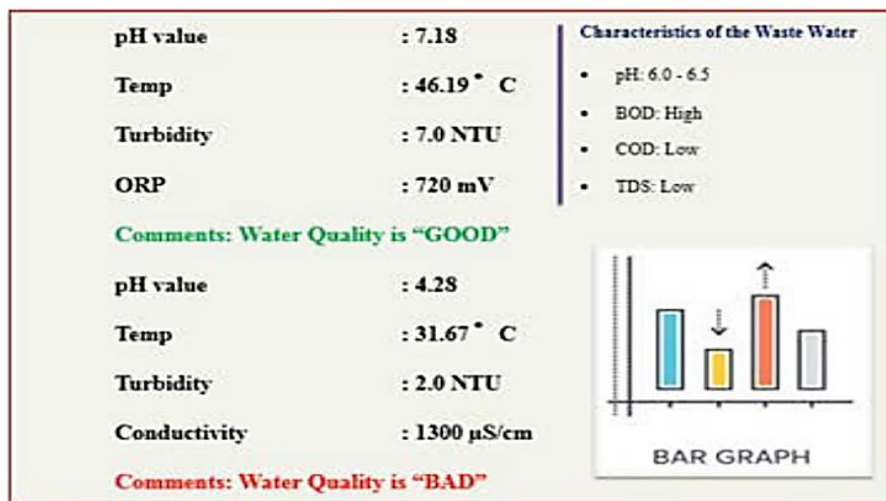 pH value : 7.18
Temp : 46.19° C
Turbidity : 7.0 NTU
ORP : 720 mV
Comments: Water Quality is “GOOD”
pH value : 4.28
Temp : 31.67° C
Turbidity : 2.0 NTU
Conductivity : 1300 µS/cm
Comments: Water Quality is “BAD”
Characteristics of the Waste Water
• pH: 6.0 - 6.5
• BOD: High
• COD: Low
• TDS: Low
BAR GRAPH